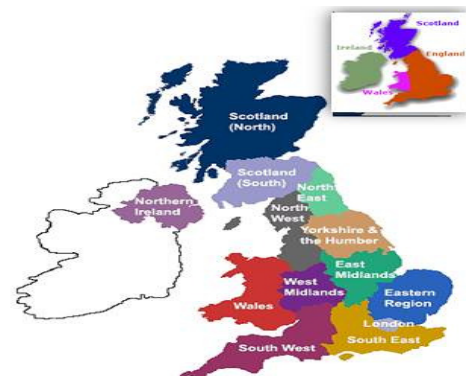 Scotland
Ireland
England
Wales
Scotland
(North)
Scotland
(South)
North
East
Northern
Ireland
North
West
Yorkshire &
the Humber
East
Midlands
West
Midlands
Eastern
Region
Wales
London
South West
South East